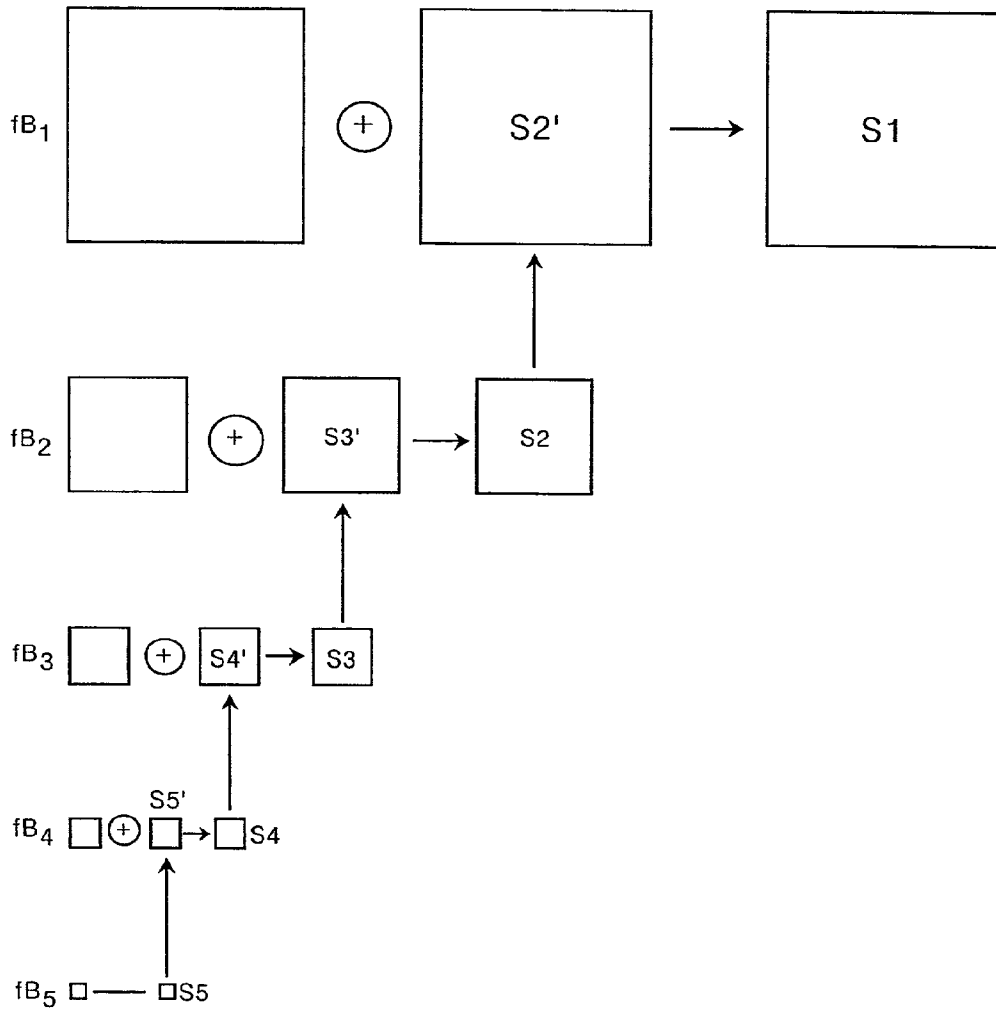 fB1 + S2' S1
fB2 + S3' S2
fB3 + S4' S3
S5'
fB4 + S4
fB5 S5